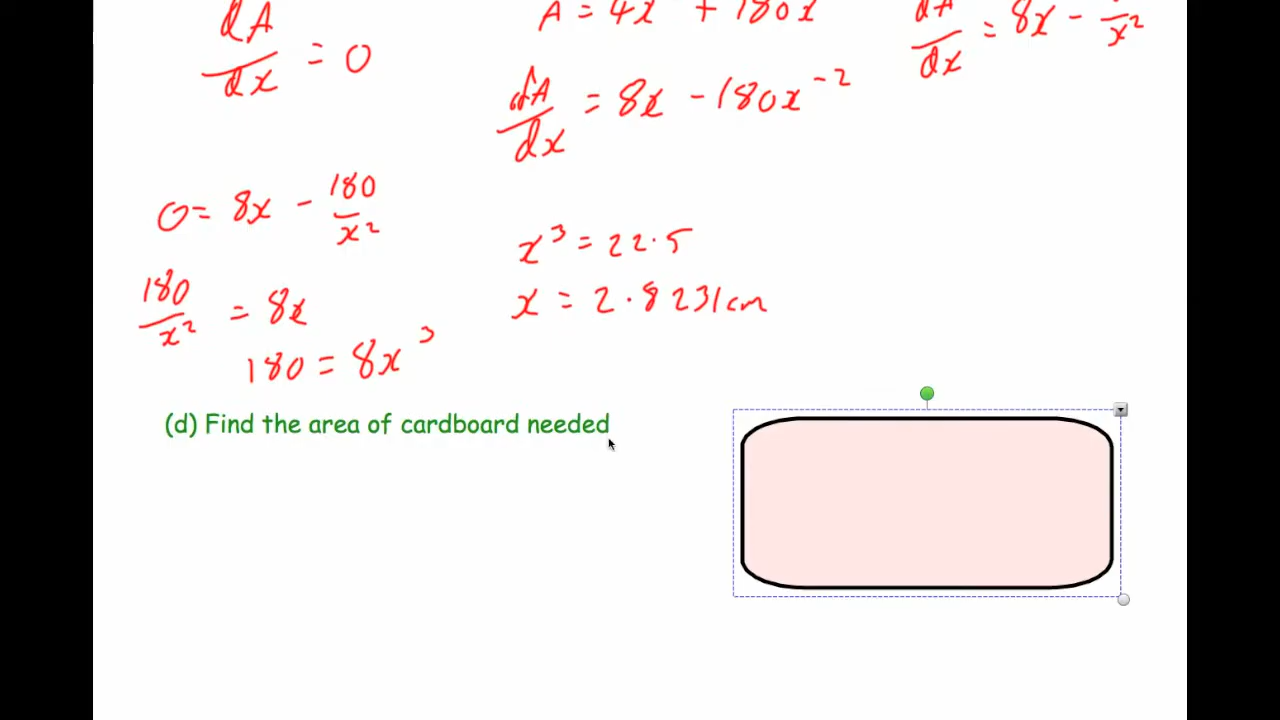 dA/dx = 0
A = 4x + 180x
dA/dx = 8x - /x²
dA/dx = 8x - 180x⁻²
0 = 8x - 180/x²
180/x² = 8x
180 = 8x³
x³ = 22.5
x = 2.8231cm
(d) Find the area of cardboard needed